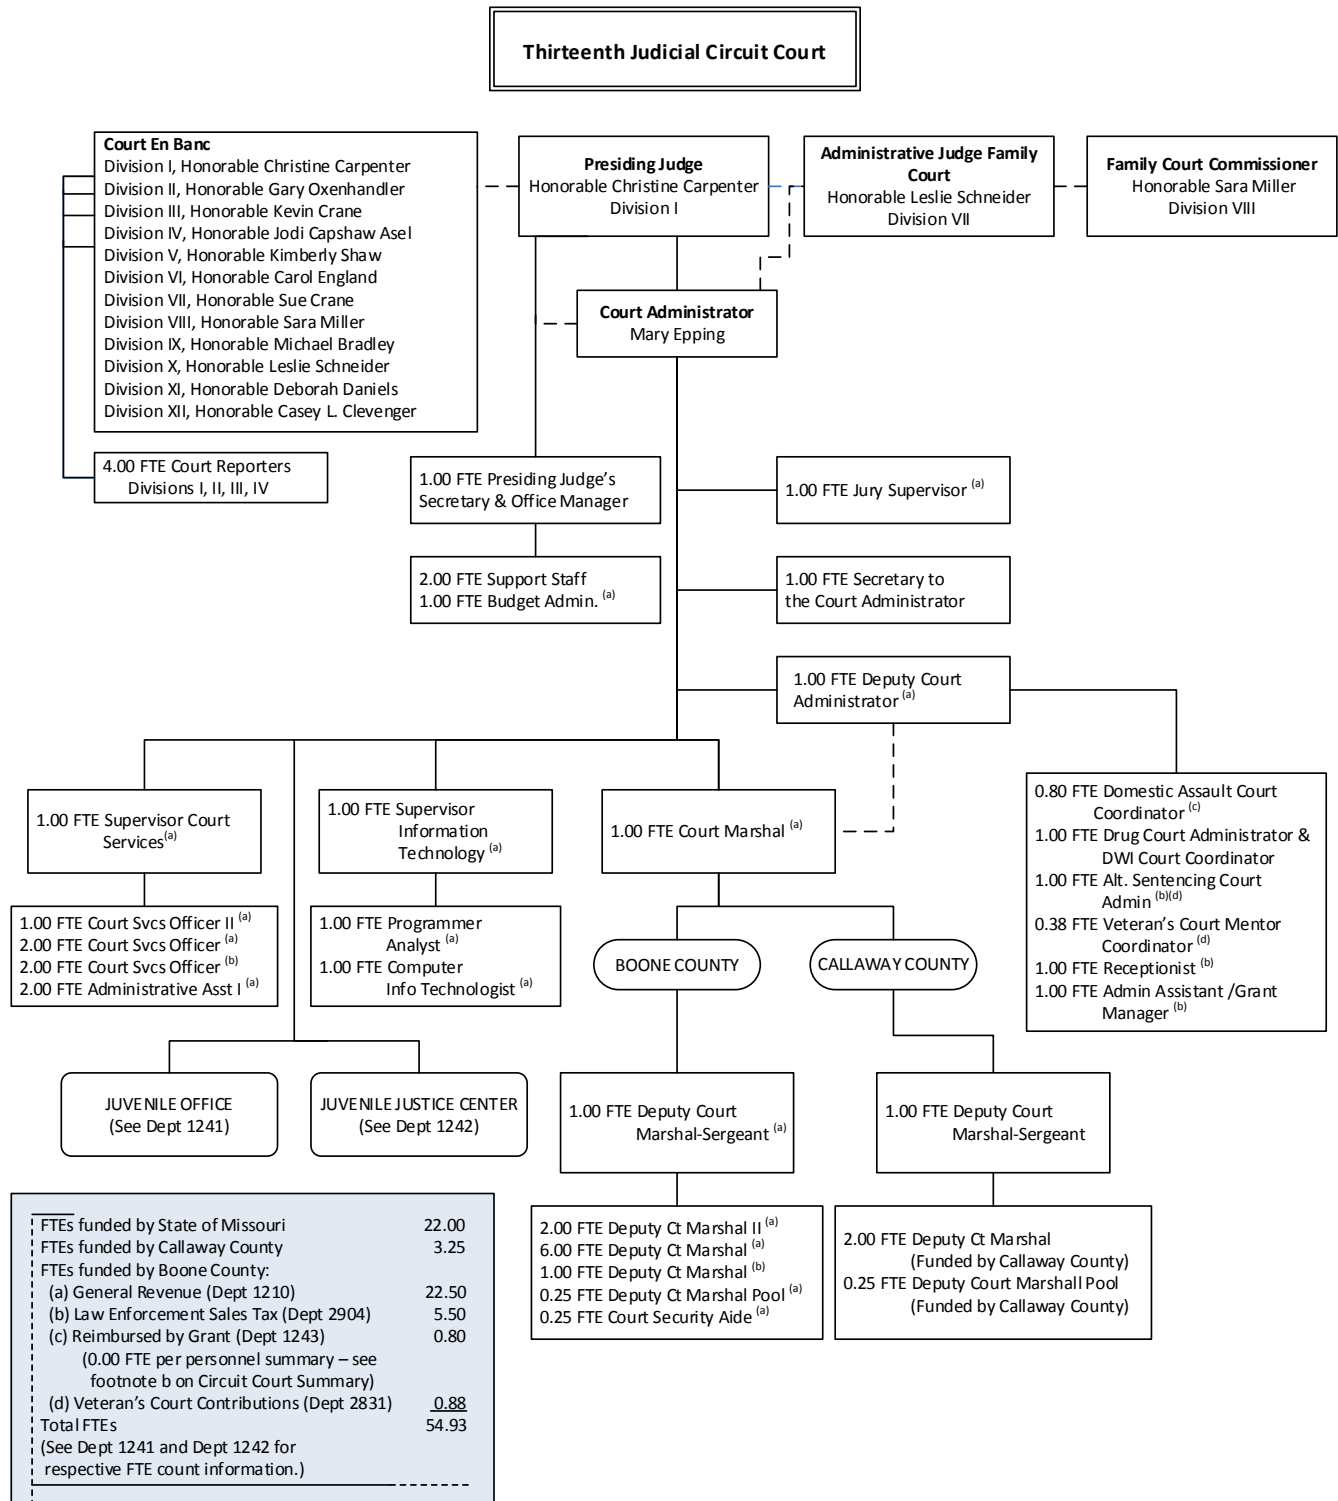 Thirteenth Judicial Circuit Court
Court En Banc
Division I, Honorable Christine Carpenter
Division II, Honorable Gary Oxenhandler
Division III, Honorable Kevin Crane
Division IV, Honorable Jodi Capshaw Asel
Division V, Honorable Kimberly Shaw
Division VI, Honorable Carol England
Division VII, Honorable Sue Crane
Division VIII, Honorable Sara Miller
Division IX, Honorable Michael Bradley
Division X, Honorable Leslie Schneider
Division XI, Honorable Deborah Daniels
Division XII, Honorable Casey L. Clevenger
Presiding Judge
Honorable Christine Carpenter
Division I
Administrative Judge Family
Court
Honorable Leslie Schneider
Division VII
Family Court Commissioner
Honorable Sara Miller
Division VIII
Court Administrator
Mary Epping
4.00 FTE Court Reporters
Divisions I, II, III, IV
1.00 FTE Presiding Judge’s
Secretary & Office Manager
1.00 FTE Jury Supervisor (a)
2.00 FTE Support Staff
1.00 FTE Budget Admin. (a)
1.00 FTE Secretary to
the Court Administrator
1.00 FTE Deputy Court
Administrator (a)
1.00 FTE Supervisor Court
Services(a)
1.00 FTE Supervisor
Information
Technology (a)
1.00 FTE Court Marshal (a)
0.80 FTE Domestic Assault Court
Coordinator (c)
1.00 FTE Drug Court Administrator &
DWI Court Coordinator
1.00 FTE Alt. Sentencing Court
Admin (b)(d)
0.38 FTE Veteran’s Court Mentor
Coordinator (d)
1.00 FTE Receptionist (b)
1.00 FTE Admin Assistant /Grant
Manager (b)
1.00 FTE Court Svcs Officer II (a)
2.00 FTE Court Svcs Officer (a)
2.00 FTE Court Svcs Officer (b)
2.00 FTE Administrative Asst I (a)
1.00 FTE Programmer
Analyst (a)
1.00 FTE Computer
Info Technologist (a)
BOONE COUNTY
CALLAWAY COUNTY
JUVENILE OFFICE
(See Dept 1241)
JUVENILE JUSTICE CENTER
(See Dept 1242)
1.00 FTE Deputy Court
Marshal-Sergeant (a)
1.00 FTE Deputy Court
Marshal-Sergeant
2.00 FTE Deputy Ct Marshal II (a)
6.00 FTE Deputy Ct Marshal (a)
1.00 FTE Deputy Ct Marshal (b)
0.25 FTE Deputy Ct Marshal Pool (a)
0.25 FTE Court Security Aide (a)
2.00 FTE Deputy Ct Marshal
(Funded by Callaway County)
0.25 FTE Deputy Court Marshall Pool
(Funded by Callaway County)
FTEs funded by State of Missouri 22.00
FTEs funded by Callaway County 3.25
FTEs funded by Boone County:
(a) General Revenue (Dept 1210) 22.50
(b) Law Enforcement Sales Tax (Dept 2904) 5.50
(c) Reimbursed by Grant (Dept 1243) 0.80
(0.00 FTE per personnel summary – see
footnote b on Circuit Court Summary)
(d) Veteran’s Court Contributions (Dept 2831) 0.88
Total FTEs 54.93
(See Dept 1241 and Dept 1242 for
respective FTE count information.)